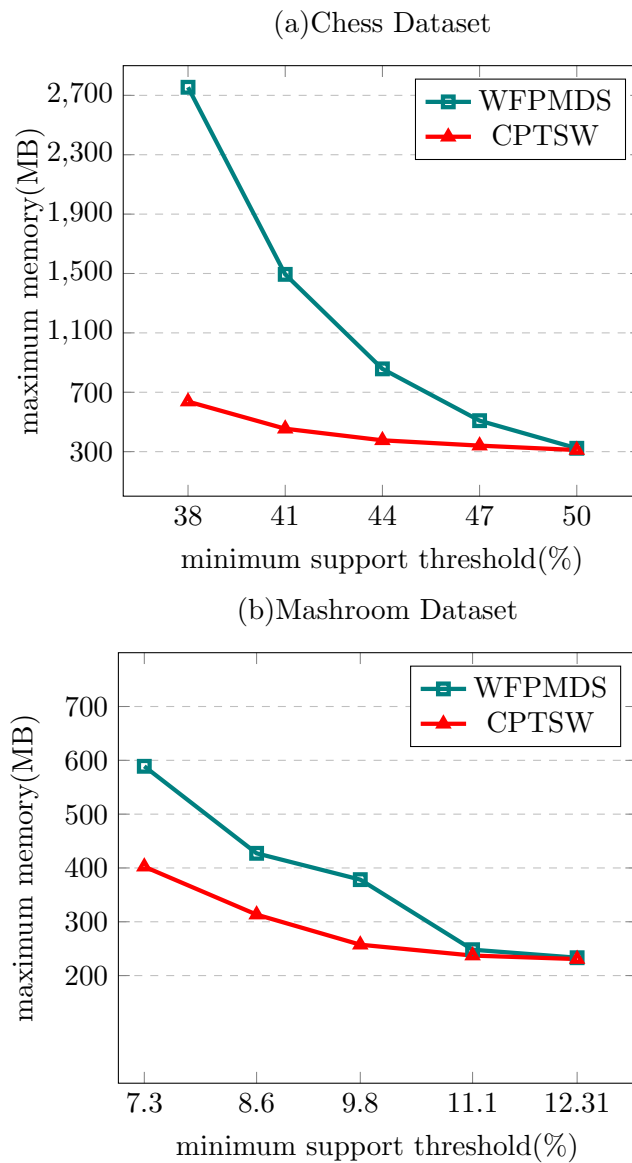 (a)Chess Dataset
WFPMDS
CPTSW
2,700
2,300
1,900
1,500
1,100
700
300
maximum memory(MB)
38 41 44 47 50
minimum support threshold(%)
(b)Mashroom Dataset
WFPMDS
CPTSW
700
600
500
400
300
200
maximum memory(MB)
7.3 8.6 9.8 11.1 12.31
minimum support threshold(%)